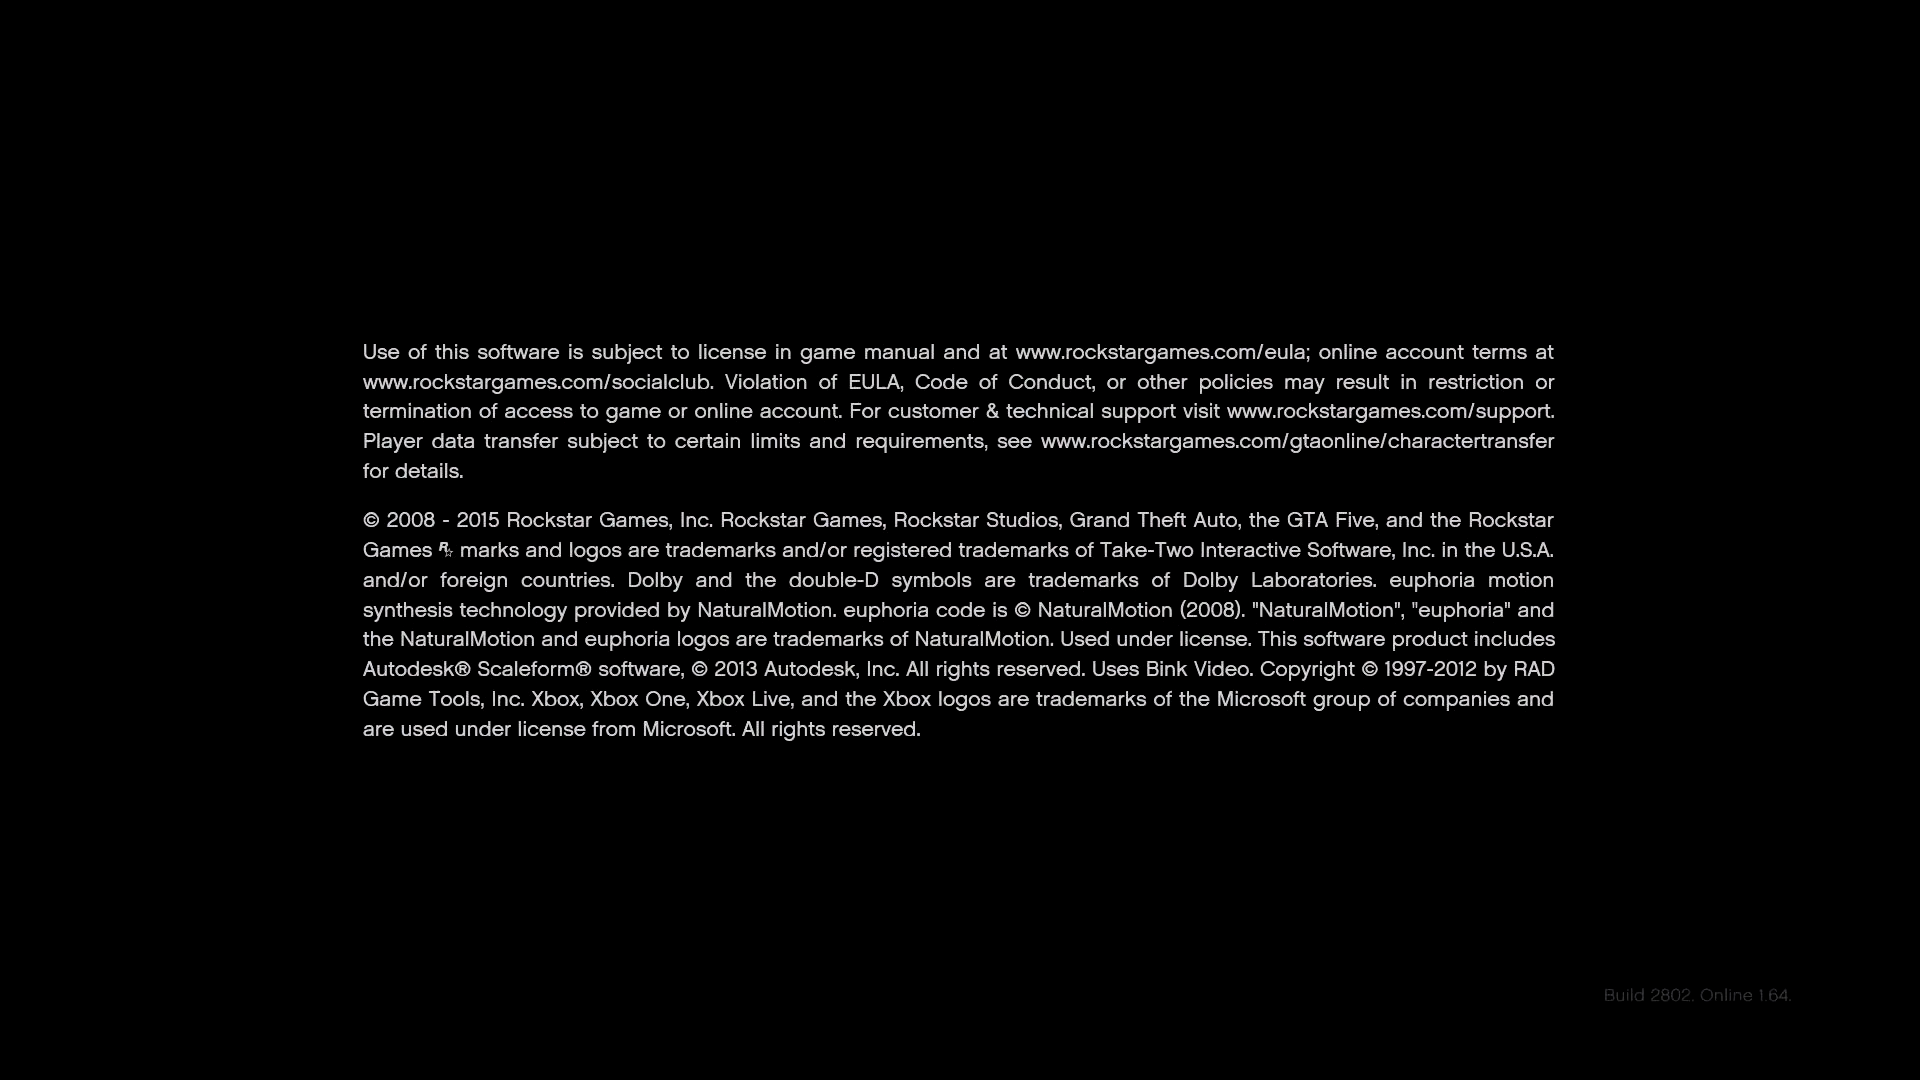 Use of this software is subject to license in game manual and at www.rockstargames.com/eula; online account terms at
www.rockstargames.com/socialclub. Violation of EULA, Code of Conduct, or other policies may result in restriction or
termination of access to game or online account. For customer & technical support visit www.rockstargames.com/support.
Player data transfer subject to certain limits and requirements, see www.rockstargames.com/gtaonline/charactertransfer
for details.
© 2008 - 2015 Rockstar Games, Inc. Rockstar Games, Rockstar Studios, Grand Theft Auto, the GTA Five, and the Rockstar
Games R* marks and logos are trademarks and/or registered trademarks of Take-Two Interactive Software, Inc. in the U.S.A.
and/or foreign countries. Dolby and the double-D symbols are trademarks of Dolby Laboratories. euphoria motion
synthesis technology provided by NaturalMotion. euphoria code is © NaturalMotion (2008). "NaturalMotion", "euphoria" and
the NaturalMotion and euphoria logos are trademarks of NaturalMotion. Used under license. This software product includes
Autodesk® Scaleform® software, © 2013 Autodesk, Inc. All rights reserved. Uses Bink Video. Copyright © 1997-2012 by RAD
Game Tools, Inc. Xbox, Xbox One, Xbox Live, and the Xbox logos are trademarks of the Microsoft group of companies and
are used under license from Microsoft. All rights reserved.
Build 2802. Online 1.64.